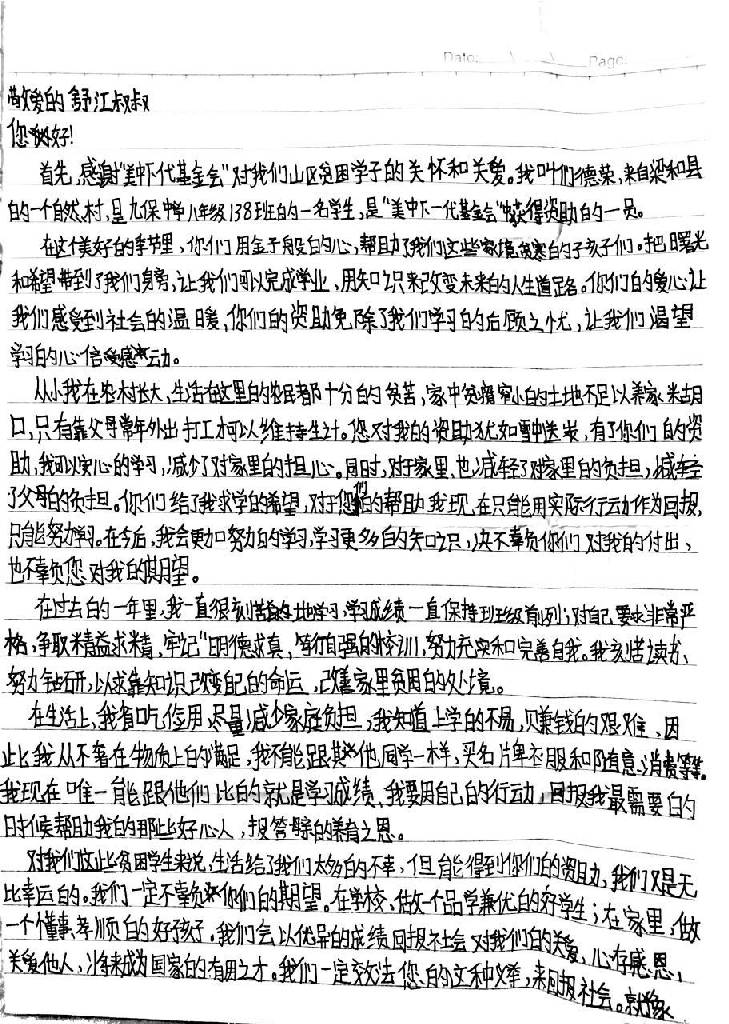 Date: Page:
敬爱的舒江叔叔
您好!
首先,感谢"美中下一代基金会"对我们山区贫困学子的关怀和关爱。我叫们德荣,来自梁和县
的一个自然村,是九保中学八年级138班的一名学生,是"美中下一代基金会"获得资助的一员。
在这个美好的季节里,你们用金子般的心,帮助了我们这些家境贫寒的子孩子们。把曙光
和希望带到了我们身旁,让我们可以完成学业,用知识来改变未来的人生道路。你们的爱心让
我们感受到社会的温暖,你们的资助免除了我们学习的后顾之忧,让我们渴望
学习的心倍受感动。
从小我在农村长大,生活在这里的农民都十分的贫苦,家中贫瘠窄小的土地不足以养家糊
口,只有靠父母常年外出打工才可以维持生计。您对我的资助犹如雪中送炭,有了你们的资
助,我可以安心的学习,减少了对家里的担心。同时,对于家里也减轻了对家里的负担,减轻
了父母的负担。你们给了我求学的希望,对于您们的帮助我现在只能用实际行动作为回报,
只能努力学习。在今后,我会更加努力的学习,学习更多的知识,决不辜负你们对我的付出,
也不辜负您对我的期望。
在过去的一年里,我一直很刻苦的学习,学习成绩一直保持班级前列;对自己要求非常严
格,争取精益求精,牢记"明德求真,笃行自强的校训,努力充实和完善自我。我刻苦读书、
努力钻研,以求靠知识改变自己的命运,改善家里贫困的处境。
在生活上,我省吃俭用,尽量减少家庭负担,我知道上学的不易,赚钱的艰难、因
此我从不奢在物质上的满足,我不能跟其他同学一样,买名片牌衣服和随意消费等等。
我现在唯一能跟他们比的就是学习成绩、我要用自己的行动,回报我最需要的
时候帮助我的那些好心人,报答母亲的养育之恩。
对我们这些贫困学生来说,生活给了我们太多的不幸,但能得到你们的资助,我们又是无
比幸运的。我们一定不辜负你们的期望。在学校、做一个品学兼优的好学生;在家里,做
一个懂事、孝顺的好孩子。我们会以优异的成绩回报社会对我们的关爱,心存感恩,
关爱他人,将来成为国家的有用之才。我们一定效法您的这种精神,来回报社会。就像